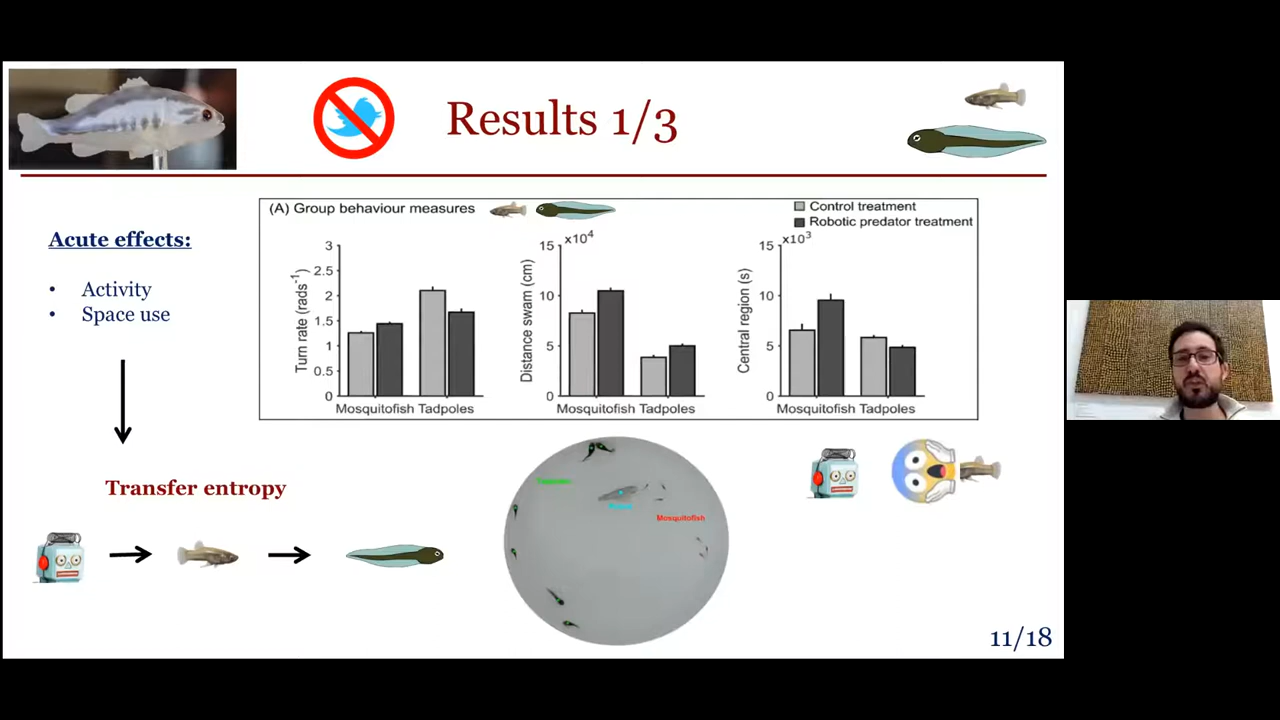 Results 1/3
Acute effects:
• Activity
• Space use
Transfer entropy
(A) Group behaviour measures
Control treatment
Robotic predator treatment
Turn rate (rads⁻¹)
3
2.5
2
1.5
1
0.5
0
Mosquitofish Tadpoles
Distance swam (cm)
x10⁴
15
10
5
0
Mosquitofish Tadpoles
Central region (s)
x10³
15
10
5
0
Mosquitofish Tadpoles
Mosquitofish
11/18